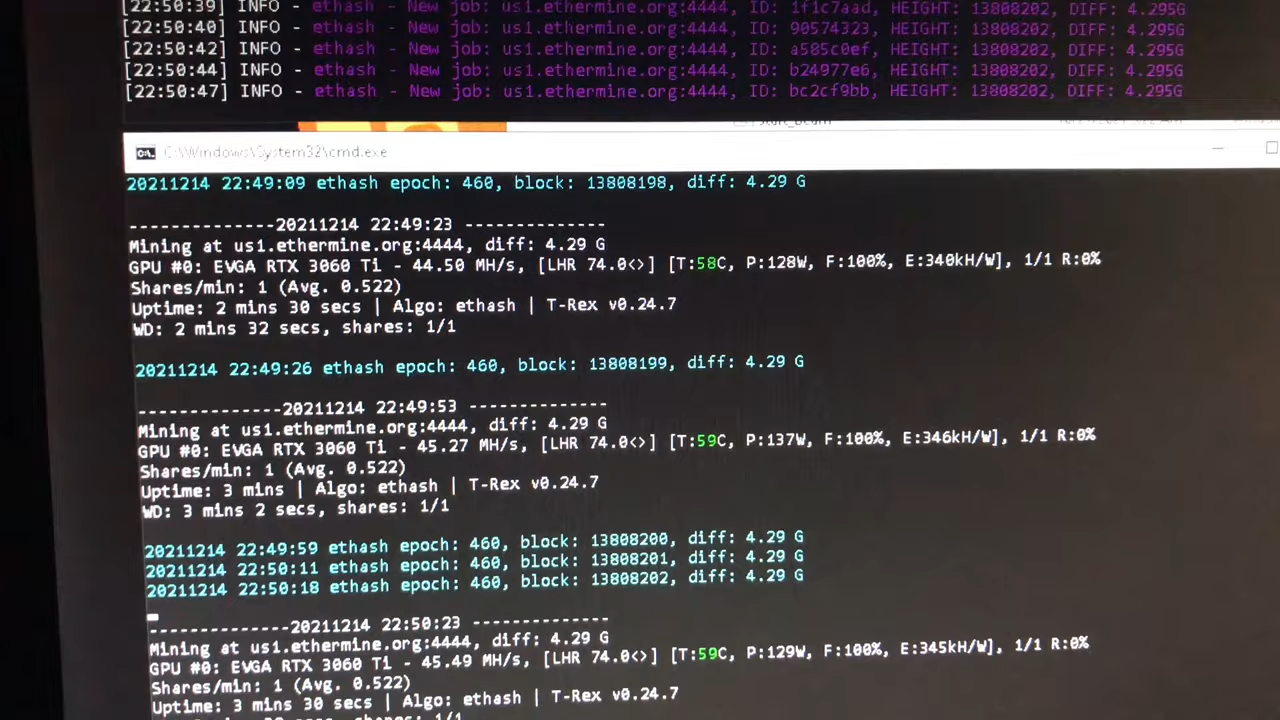 [22:50:39] INFO - ethash - New job: us1.ethermine.org:4444, ID: 1f1c7aad, HEIGHT: 13808202, DIFF: 4.295G
[22:50:40] INFO - ethash - New job: us1.ethermine.org:4444, ID: 90574323, HEIGHT: 13808202, DIFF: 4.295G
[22:50:42] INFO - ethash - New job: us1.ethermine.org:4444, ID: a585c0ef, HEIGHT: 13808202, DIFF: 4.295G
[22:50:44] INFO - ethash - New job: us1.ethermine.org:4444, ID: b24977e6, HEIGHT: 13808202, DIFF: 4.295G
[22:50:47] INFO - ethash - New job: us1.ethermine.org:4444, ID: bc2cf9bb, HEIGHT: 13808202, DIFF: 4.295G
C:\Windows\System32\cmd.exe
20211214 22:49:09 ethash epoch: 460, block: 13808198, diff: 4.29 G
--------------20211214 22:49:23 --------------
Mining at us1.ethermine.org:4444, diff: 4.29 G
GPU #0: EVGA RTX 3060 Ti - 44.50 MH/s, [LHR 74.0<>] [T:58C, P:128W, F:100%, E:340kH/W], 1/1 R:0%
Shares/min: 1 (Avg. 0.522)
Uptime: 2 mins 30 secs | Algo: ethash | T-Rex v0.24.7
WD: 2 mins 32 secs, shares: 1/1
20211214 22:49:26 ethash epoch: 460, block: 13808199, diff: 4.29 G
--------------20211214 22:49:53 --------------
Mining at us1.ethermine.org:4444, diff: 4.29 G
GPU #0: EVGA RTX 3060 Ti - 45.27 MH/s, [LHR 74.0<>] [T:59C, P:137W, F:100%, E:346kH/W], 1/1 R:0%
Shares/min: 1 (Avg. 0.522)
Uptime: 3 mins | Algo: ethash | T-Rex v0.24.7
WD: 3 mins 2 secs, shares: 1/1
20211214 22:49:59 ethash epoch: 460, block: 13808200, diff: 4.29 G
20211214 22:50:11 ethash epoch: 460, block: 13808201, diff: 4.29 G
20211214 22:50:18 ethash epoch: 460, block: 13808202, diff: 4.29 G
--------------20211214 22:50:23 --------------
Mining at us1.ethermine.org:4444, diff: 4.29 G
GPU #0: EVGA RTX 3060 Ti - 45.49 MH/s, [LHR 74.0<>] [T:59C, P:129W, F:100%, E:345kH/W], 1/1 R:0%
Shares/min: 1 (Avg. 0.522)
Uptime: 3 mins 30 secs | Algo: ethash | T-Rex v0.24.7